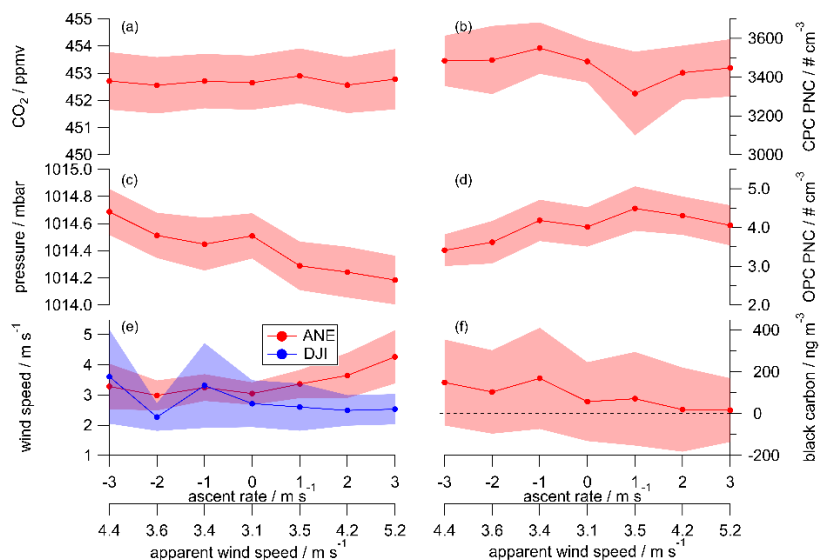 (a)
455
454
453
452
451
450
CO2 / ppmv
(b)
3600
3400
3200
3000
CPC PNC / # cm-3
(c)
1015.0
1014.8
1014.6
1014.4
1014.2
1014.0
pressure / mbar
(d)
5.0
4.0
3.0
2.0
OPC PNC / # cm-3
(e)
ANE
DJI
5
4
3
2
1
wind speed / m s-1
(f)
400
200
0
-200
black carbon / ng m-3
-3 -2 -1 0 1 2 3
ascent rate / m s-1
4.4 3.6 3.4 3.1 3.5 4.2 5.2
apparent wind speed / m s-1
-3 -2 -1 0 1 2 3
ascent rate / m s-1
4.4 3.6 3.4 3.1 3.5 4.2 5.2
apparent wind speed / m s-1